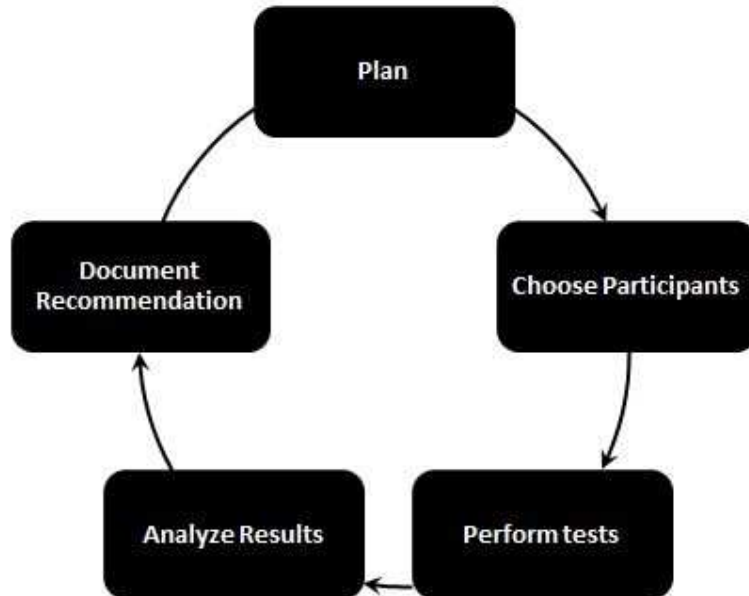 Plan
Choose Participants
Perform tests
Analyze Results
Document
Recommendation